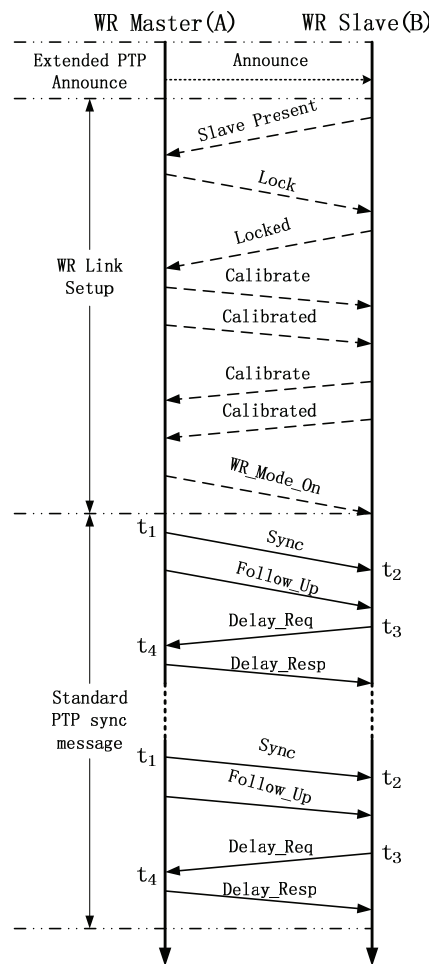 WR Master(A) WR Slave(B)
Extended PTP
Announce
Announce
Slave Present
Lock
Locked
WR Link
Setup
Calibrate
Calibrated
Calibrate
Calibrated
WR_Mode_On
t1
Sync
t2
Follow_Up
Delay_Req
t3
t4
Delay_Resp
Standard
PTP sync
message
t1
Sync
t2
Follow_Up
Delay_Req
t3
t4
Delay_Resp